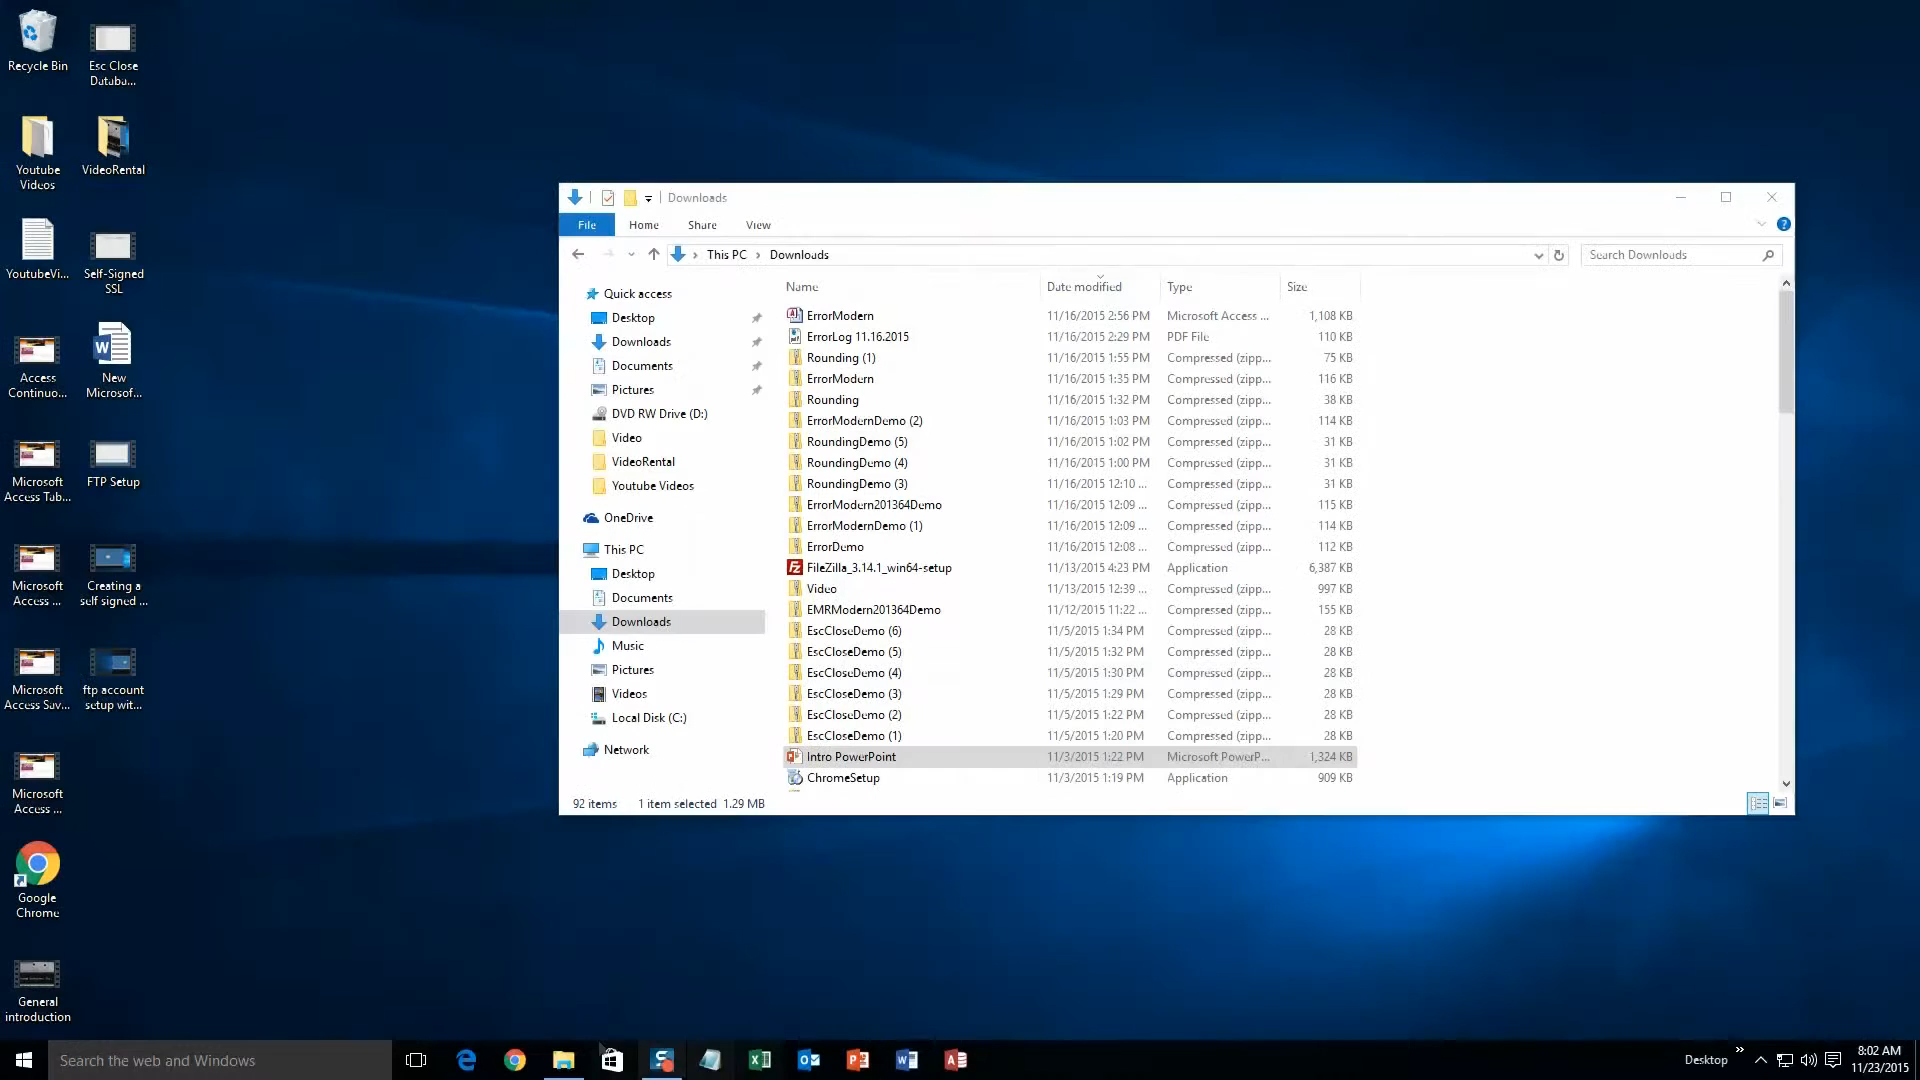 Recycle Bin
Esc Close
Databa...
Youtube
Videos
VideoRental
YoutubeVi...
Self-Signed
SSL
Access
Continuo...
New
Microsof...
Microsoft
Access Tab...
FTP Setup
Microsoft
Access ...
Creating a
self signed ...
Microsoft
Access Sav...
ftp account
setup wit...
Microsoft
Access ...
Google
Chrome
General
introduction
Downloads
File Home Share View
This PC Downloads
Search Downloads
Quick access
Desktop
Downloads
Documents
Pictures
DVD RW Drive (D:)
Video
VideoRental
Youtube Videos
OneDrive
This PC
Desktop
Documents
Downloads
Music
Pictures
Videos
Local Disk (C:)
Network
Name Date modified Type Size
ErrorModern 11/16/2015 2:56 PM Microsoft Access ... 1,108 KB
ErrorLog 11.16.2015 11/16/2015 2:29 PM PDF File 110 KB
Rounding (1) 11/16/2015 1:55 PM Compressed (zipp... 75 KB
ErrorModern 11/16/2015 1:35 PM Compressed (zipp... 116 KB
Rounding 11/16/2015 1:32 PM Compressed (zipp... 38 KB
ErrorModernDemo (2) 11/16/2015 1:03 PM Compressed (zipp... 114 KB
RoundingDemo (5) 11/16/2015 1:02 PM Compressed (zipp... 31 KB
RoundingDemo (4) 11/16/2015 1:00 PM Compressed (zipp... 31 KB
RoundingDemo (3) 11/16/2015 12:10 ... Compressed (zipp... 31 KB
ErrorModern201364Demo 11/16/2015 12:09 ... Compressed (zipp... 115 KB
ErrorModernDemo (1) 11/16/2015 12:09 ... Compressed (zipp... 114 KB
ErrorDemo 11/16/2015 12:08 ... Compressed (zipp... 112 KB
FileZilla_3.14.1_win64-setup 11/13/2015 4:23 PM Application 6,387 KB
Video 11/13/2015 12:39 ... Compressed (zipp... 997 KB
EMRModern201364Demo 11/12/2015 11:22 ... Compressed (zipp... 155 KB
EscCloseDemo (6) 11/5/2015 1:34 PM Compressed (zipp... 28 KB
EscCloseDemo (5) 11/5/2015 1:32 PM Compressed (zipp... 28 KB
EscCloseDemo (4) 11/5/2015 1:30 PM Compressed (zipp... 28 KB
EscCloseDemo (3) 11/5/2015 1:29 PM Compressed (zipp... 28 KB
EscCloseDemo (2) 11/5/2015 1:22 PM Compressed (zipp... 28 KB
EscCloseDemo (1) 11/5/2015 1:20 PM Compressed (zipp... 28 KB
Intro PowerPoint 11/3/2015 1:22 PM Microsoft PowerP... 1,324 KB
ChromeSetup 11/3/2015 1:19 PM Application 909 KB
92 items 1 item selected 1.29 MB
Search the web and Windows
Desktop
8:02 AM
11/23/2015